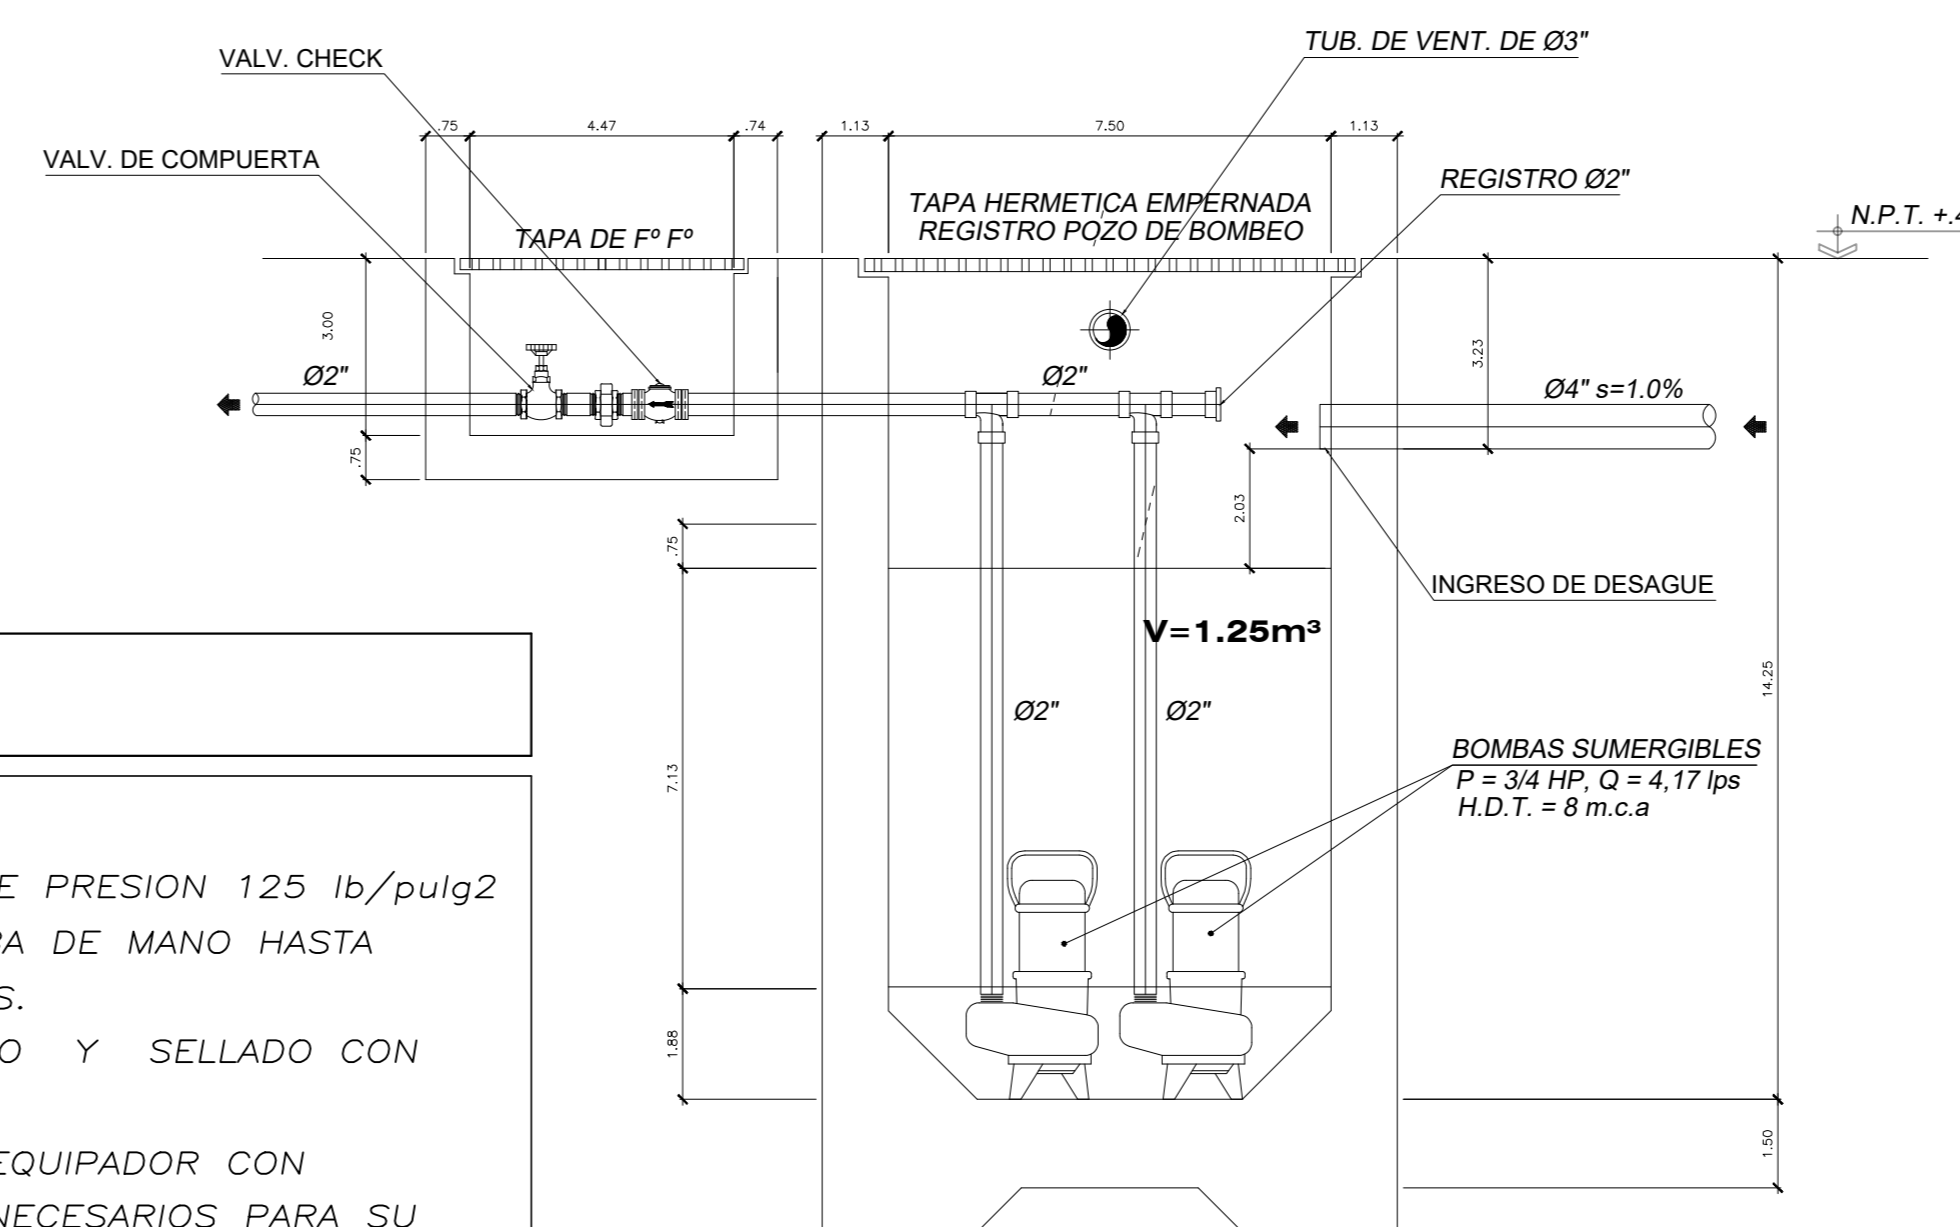 TUB. DE VENT. DE Ø3"
VALV. CHECK
.75
4.47
.74
1.13
7.50
1.13
VALV. DE COMPUERTA
REGISTRO Ø2"
TAPA HERMETICA EMPERNADA
REGISTRO POZO DE BOMBEO
N.P.T. +.4
TAPA DE Fº Fº
3.00
3.23
Ø2"
Ø2"
Ø4" s=1.0%
.75
2.03
.75
INGRESO DE DESAGUE
V=1.25m³
14.25
Ø2"
Ø2"
7.13
BOMBAS SUMERGIBLES
P = 3/4 HP, Q = 4,17 lps
H.D.T. = 8 m.c.a
E PRESION 125 lb/pulg2
A DE MANO HASTA
S.
O Y SELLADO CON
1.88
1.50
EQUIPADOR CON
NECESARIOS PARA SU